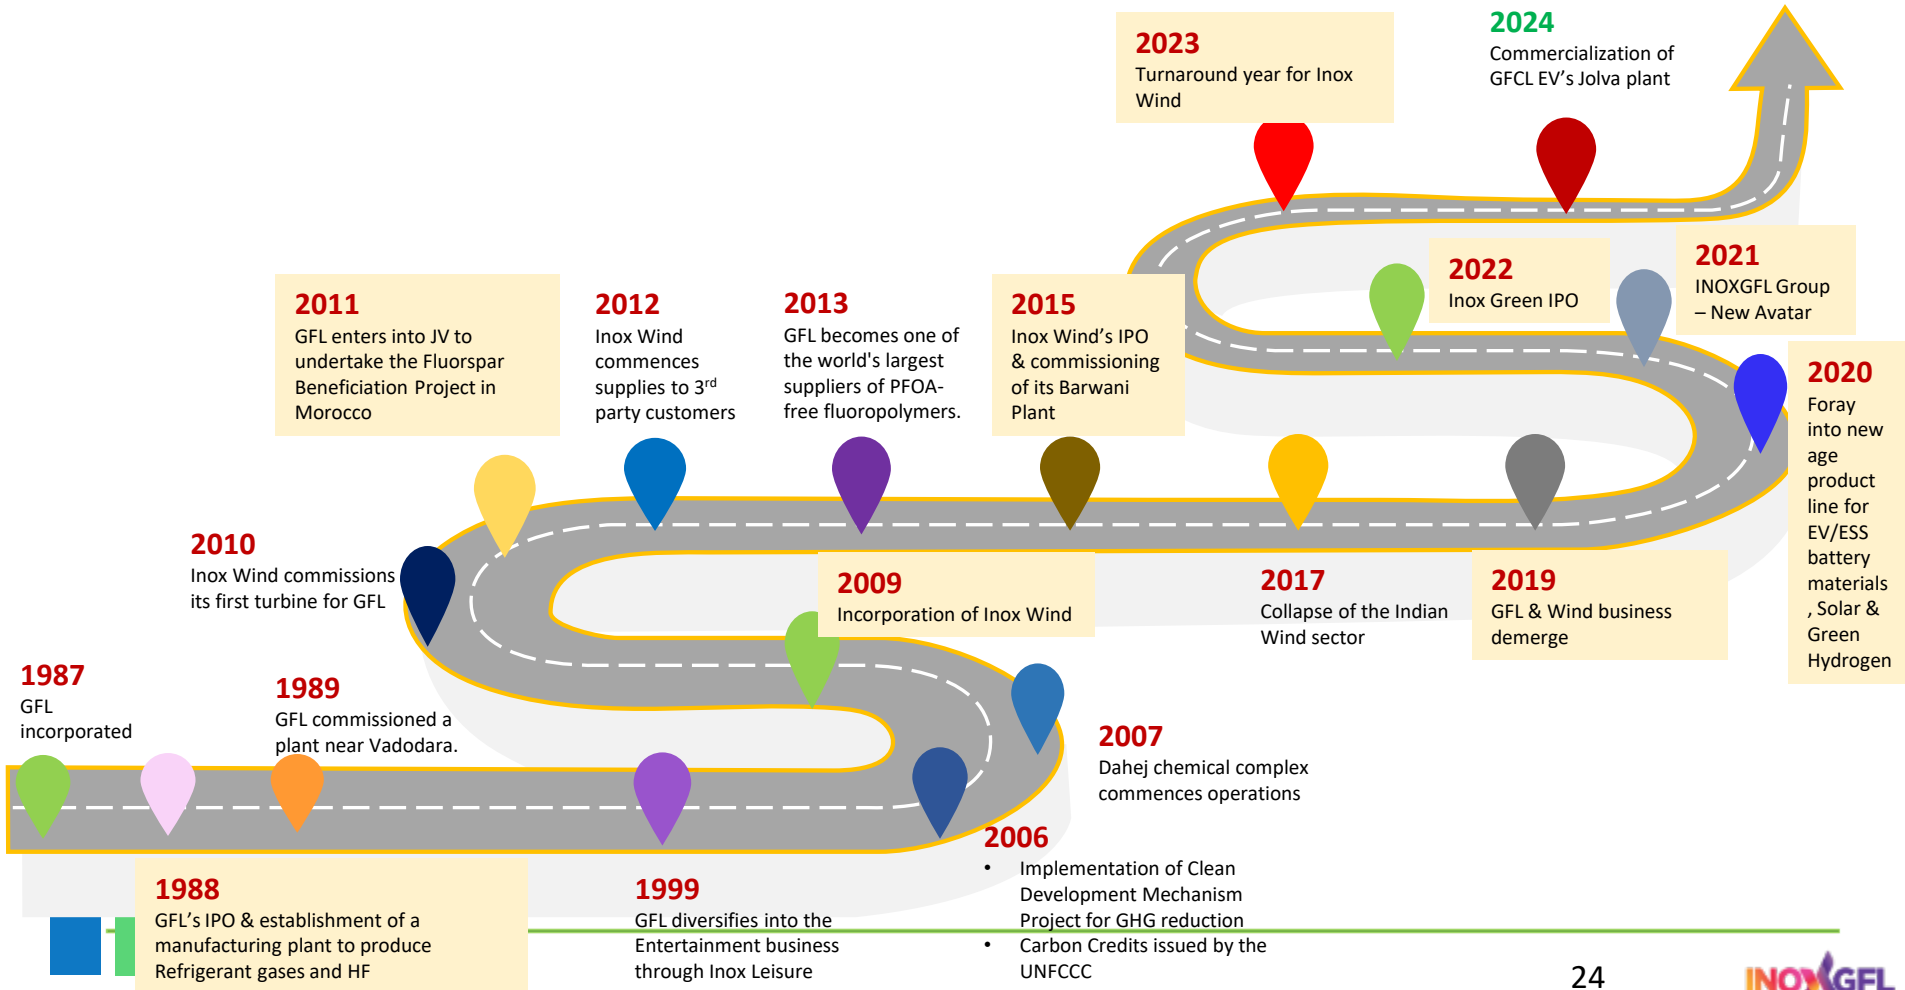 1987
GFL
incorporated
1988
GFL's IPO & establishment of a
manufacturing plant to produce
Refrigerant gases and HF
1989
GFL commissioned a
plant near Vadodara.
1999
GFL diversifies into the
Entertainment business
through Inox Leisure
2006
• Implementation of Clean
Development Mechanism
Project for GHG reduction
• Carbon Credits issued by the
UNFCCC
2007
Dahej chemical complex
commences operations
2009
Incorporation of Inox Wind
2010
Inox Wind commissions
its first turbine for GFL
2011
GFL enters into JV to
undertake the Fluorspar
Beneficiation Project in
Morocco
2012
Inox Wind
commences
supplies to 3rd
party customers
2013
GFL becomes one of
the world's largest
suppliers of PFOA-
free fluoropolymers.
2015
Inox Wind's IPO
& commissioning
of its Barwani
Plant
2017
Collapse of the Indian
Wind sector
2019
GFL & Wind business
demerge
2020
Foray
into new
age
product
line for
EV/ESS
battery
materials
, Solar &
Green
Hydrogen
2021
INOXGFL Group
– New Avatar
2022
Inox Green IPO
2023
Turnaround year for Inox
Wind
2024
Commercialization of
GFCL EV's Jolva plant
24
INOXGFL